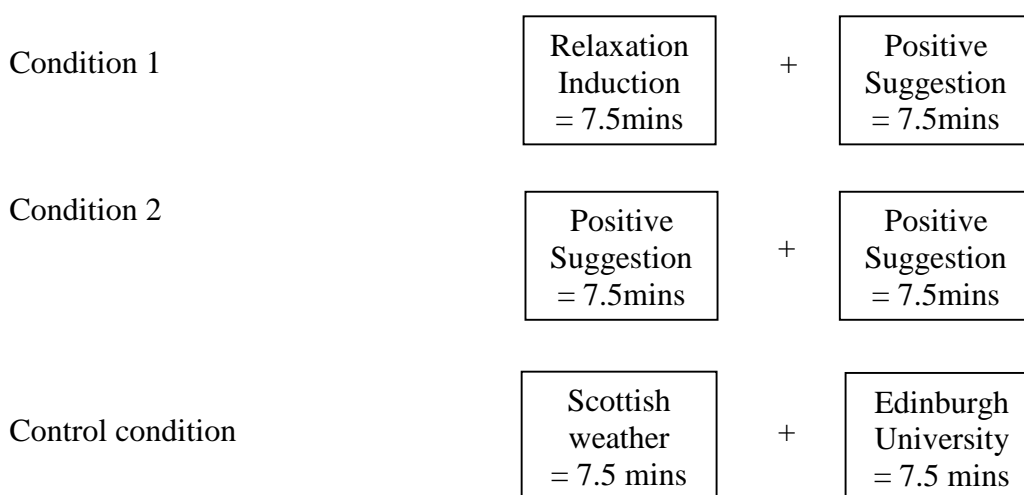 Condition 1
Relaxation
Induction
= 7.5mins
+
Positive
Suggestion
= 7.5mins
Condition 2
Positive
Suggestion
= 7.5mins
+
Positive
Suggestion
= 7.5mins
Control condition
Scottish
weather
= 7.5 mins
+
Edinburgh
University
= 7.5 mins